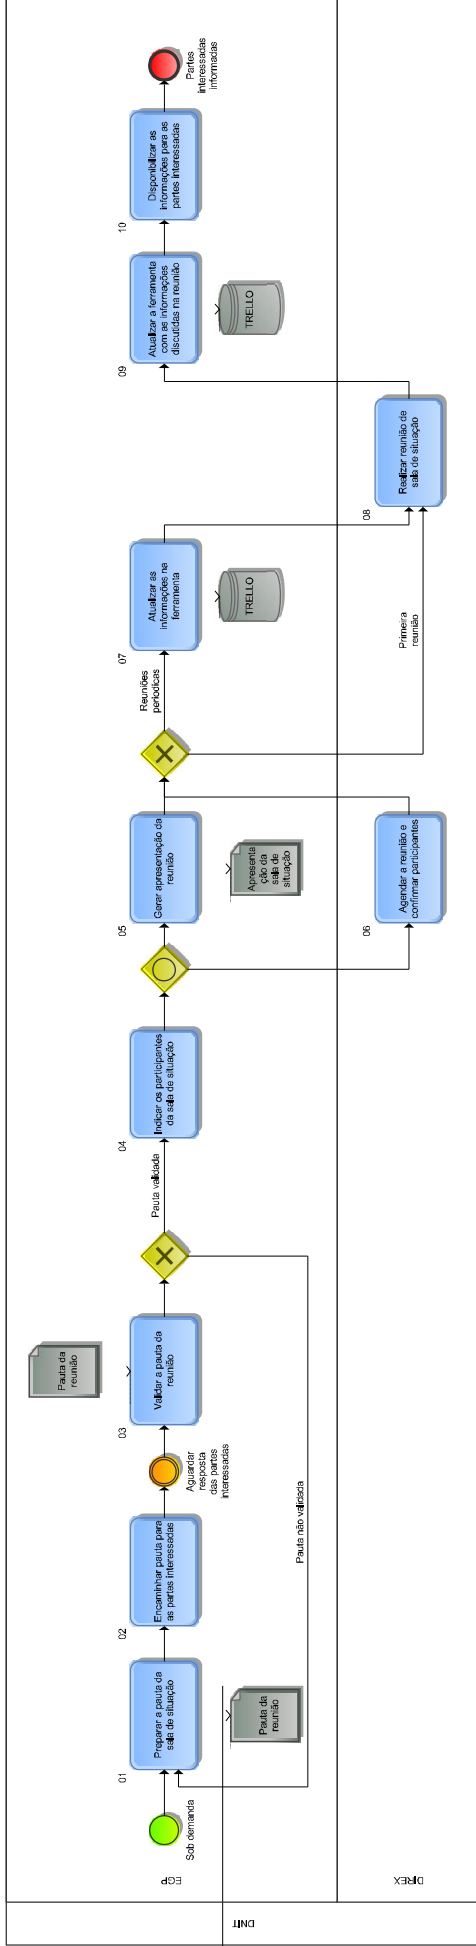 DNIT
EGP
DIREX
Sob demanda
01
Preparar a pauta da
sala de situação
Pauta da
reunião
02
Encaminhar pauta para
as partes interessadas
Aguardar
resposta
das partes
interessadas
03
Validar a pauta da
reunião
Pauta da
reunião
Pauta não validada
Pauta validada
04
Indicar os participantes
da sala de situação
05
Gerar apresentação da
reunião
Apresenta
ção da
sala de
situação
06
Agendar a reunião e
confirmar participantes
Reuniões
periodicas
Primeira
reunião
07
Atualizar as
informações na
ferramenta
TRELLO
08
Realizar reunião de
sala de situação
09
Atualizar a ferramenta
com as informações
discutidas na reunião
TRELLO
10
Disponibilizar as
informações para as
partes interessadas
Partes
interessadas
informadas